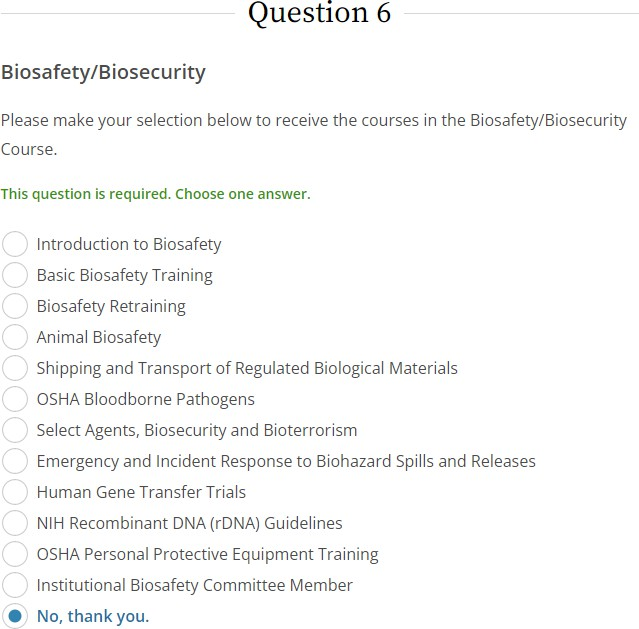 Question 6
Biosafety/Biosecurity
Please make your selection below to receive the courses in the Biosafety/Biosecurity
Course.
This question is required. Choose one answer.
Introduction to Biosafety
Basic Biosafety Training
Biosafety Retraining
Animal Biosafety
Shipping and Transport of Regulated Biological Materials
OSHA Bloodborne Pathogens
Select Agents, Biosecurity and Bioterrorism
Emergency and Incident Response to Biohazard Spills and Releases
Human Gene Transfer Trials
NIH Recombinant DNA (rDNA) Guidelines
OSHA Personal Protective Equipment Training
Institutional Biosafety Committee Member
No, thank you.